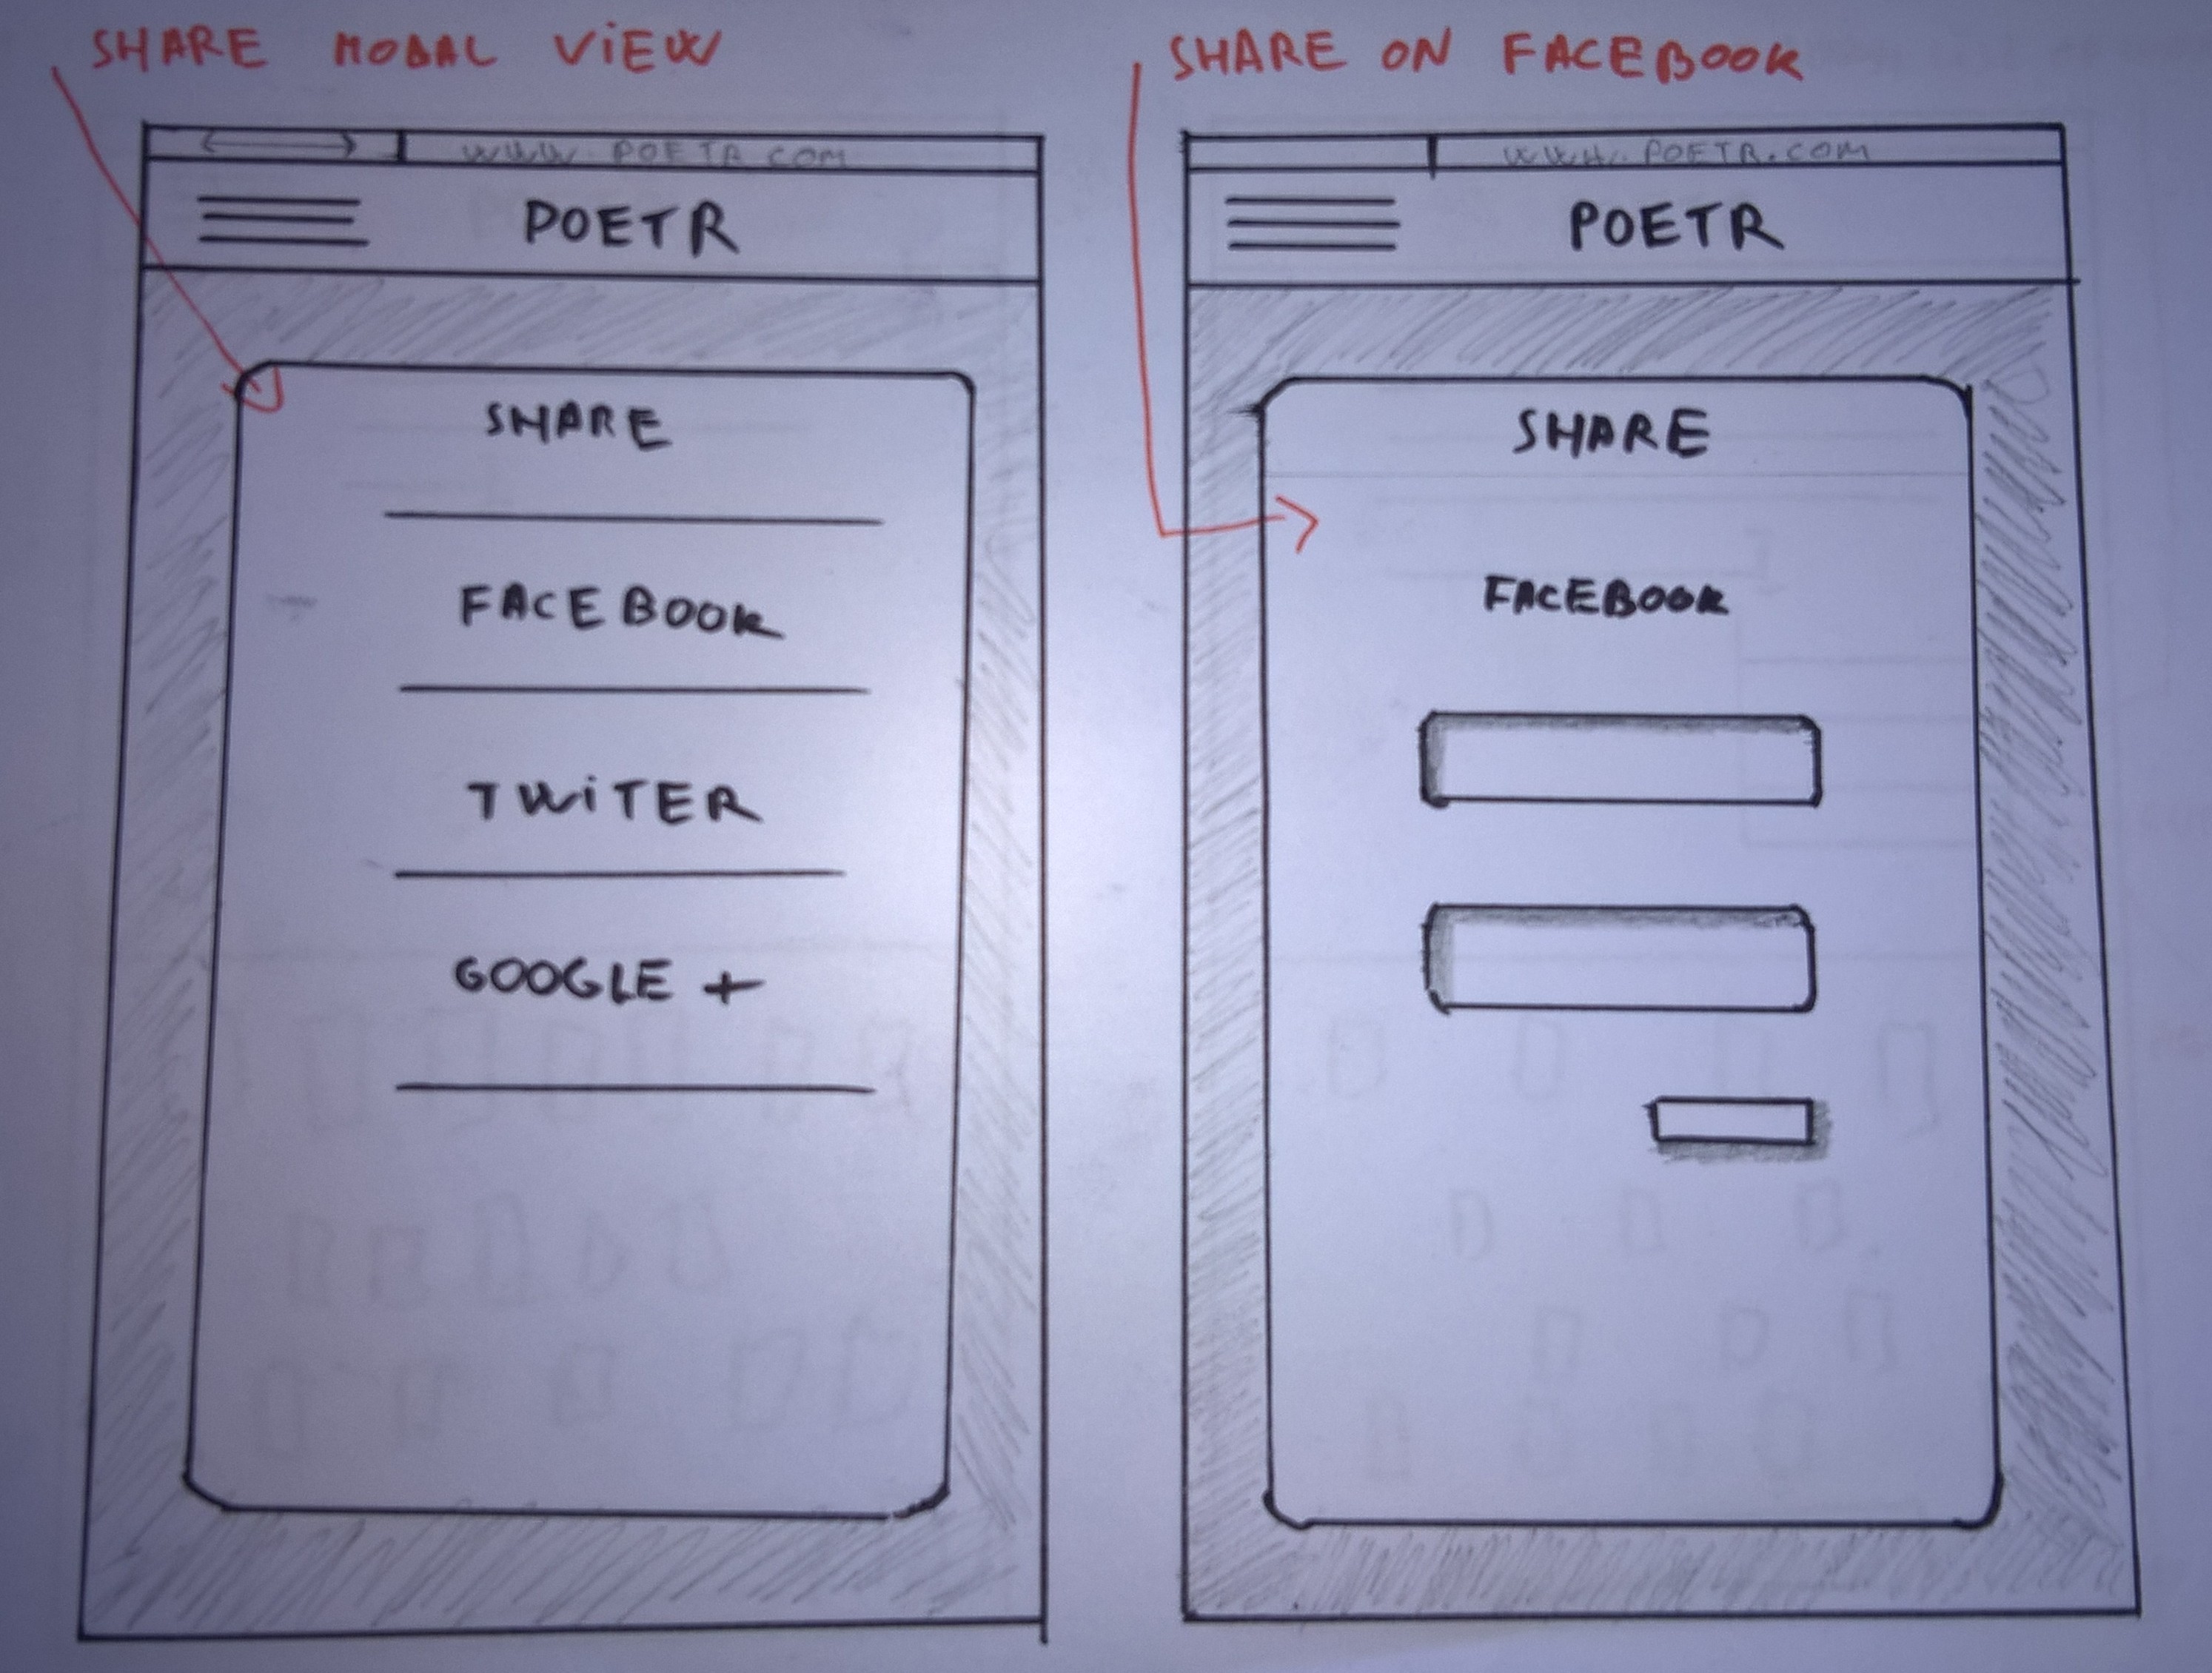 SHARE MODAL VIEW
WWW.POETR.COM
POETR
SHARE
FACEBOOK
TWITER
GOOGLE +
SHARE ON FACEBOOK
WWW.POETR.COM
POETR
SHARE
FACEBOOK